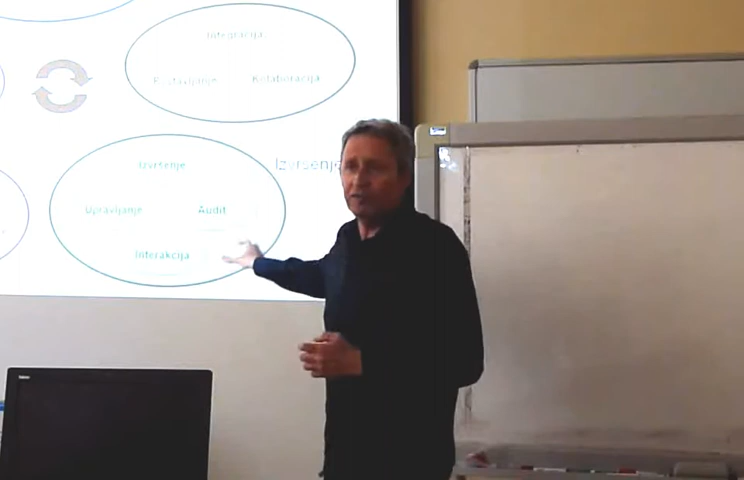 Integracija
Postavljanje
Kolaboracija
Izvršenje
Izvršenje
Upravljanje
Audit
Interakcija